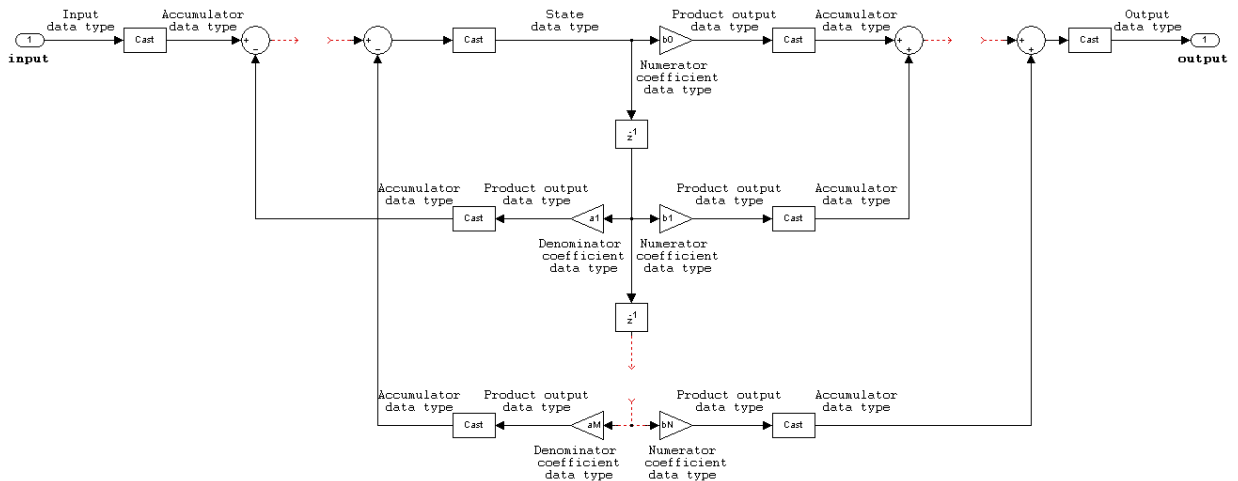 Input
data type
Accumulator
data type
State
data type
Product output
data type
Accumulator
data type
Output
data type
1
input
Cast
+
−
+
−
Cast
b0
Cast
+
+
+
+
Cast
1
output
Numerator
coefficient
data type
z-1
Accumulator
data type
Product output
data type
Product output
data type
Accumulator
data type
Cast
a1
b1
Cast
Denominator
coefficient
data type
Numerator
coefficient
data type
z-1
Accumulator
data type
Product output
data type
Product output
data type
Accumulator
data type
Cast
aM
bN
Cast
Denominator
coefficient
data type
Numerator
coefficient
data type